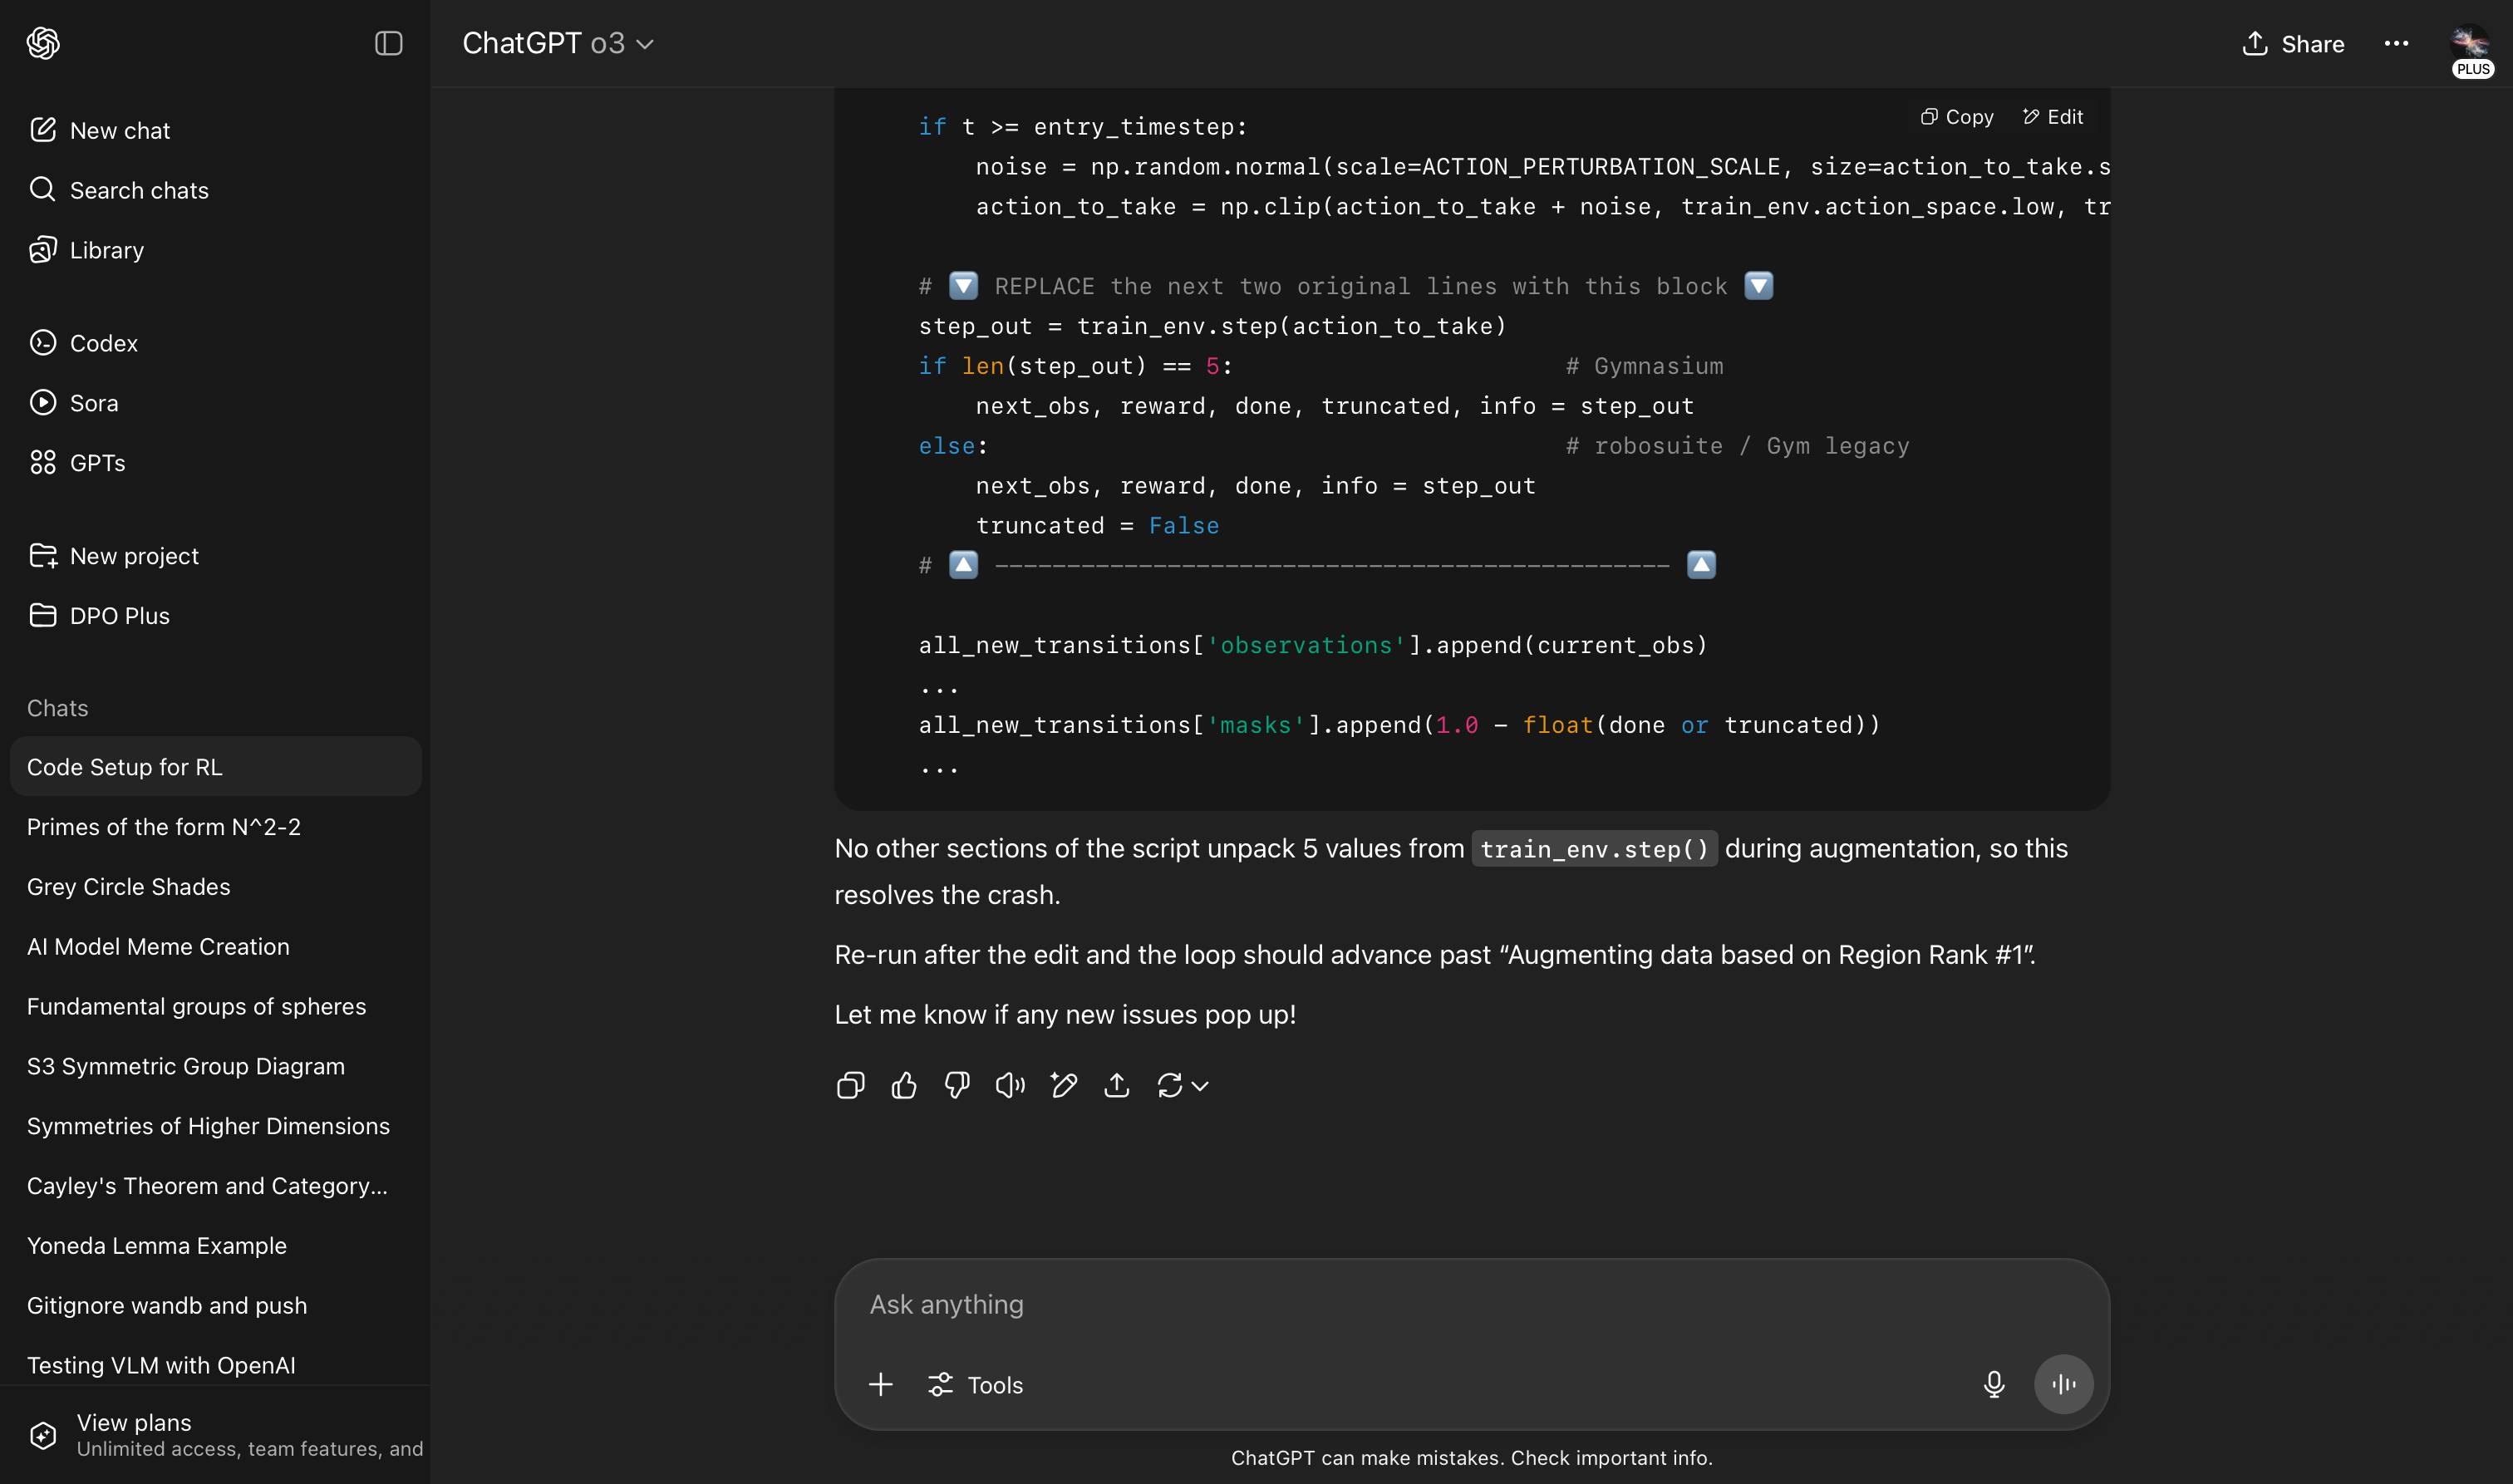 ChatGPT o3
Share
PLUS
New chat
Search chats
Library
Codex
Sora
GPTs
New project
DPO Plus
Chats
Code Setup for RL
Primes of the form N^2-2
Grey Circle Shades
AI Model Meme Creation
Fundamental groups of spheres
S3 Symmetric Group Diagram
Symmetries of Higher Dimensions
Cayley's Theorem and Category...
Yoneda Lemma Example
Gitignore wandb and push
Testing VLM with OpenAI
View plans
Unlimited access, team features, and
Copy Edit
if t >= entry_timestep:
    noise = np.random.normal(scale=ACTION_PERTURBATION_SCALE, size=action_to_take.s
    action_to_take = np.clip(action_to_take + noise, train_env.action_space.low, tr
# 🔽 REPLACE the next two original lines with this block 🔽
step_out = train_env.step(action_to_take)
if len(step_out) == 5:                       # Gymnasium
    next_obs, reward, done, truncated, info = step_out
else:                                        # robosuite / Gym legacy
    next_obs, reward, done, info = step_out
    truncated = False
# 🔼 ----------------------------------------------- 🔼
all_new_transitions['observations'].append(current_obs)
...
all_new_transitions['masks'].append(1.0 - float(done or truncated))
...
No other sections of the script unpack 5 values from train_env.step() during augmentation, so this
resolves the crash.
Re-run after the edit and the loop should advance past “Augmenting data based on Region Rank #1”.
Let me know if any new issues pop up!
Ask anything
Tools
ChatGPT can make mistakes. Check important info.